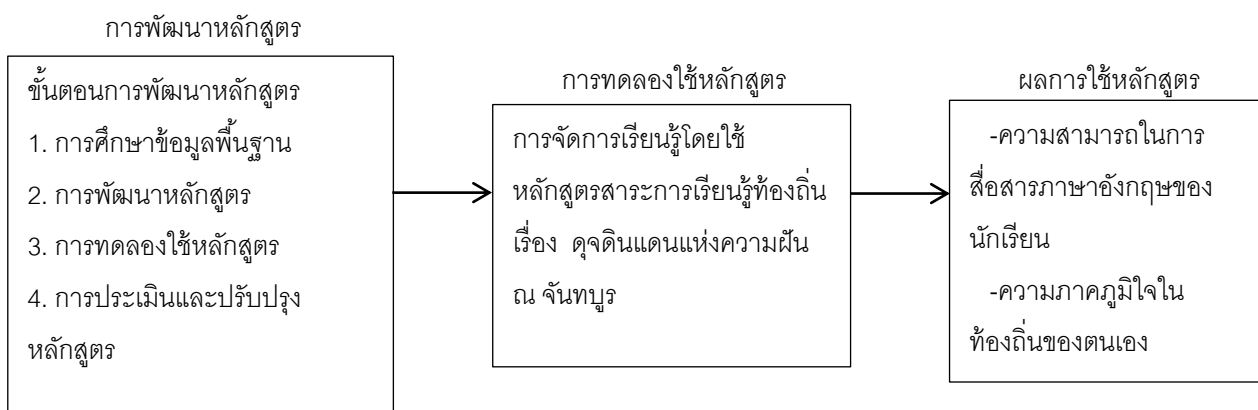 การพัฒนาหลักสูตร
ขั้นตอนการพัฒนาหลักสูตร
1. การศึกษาข้อมูลพื้นฐาน
2. การพัฒนาหลักสูตร
3. การทดลองใช้หลักสูตร
4. การประเมินและปรับปรุง
หลักสูตร
การทดลองใช้หลักสูตร
การจัดการเรียนรู้โดยใช้
หลักสูตรสาระการเรียนรู้ท้องถิ่น
เรื่อง ดุจดินแดนแห่งความฝัน
ณ จันทบูร
ผลการใช้หลักสูตร
-ความสามารถในการ
สื่อสารภาษาอังกฤษของ
นักเรียน
-ความภาคภูมิใจใน
ท้องถิ่นของตนเอง